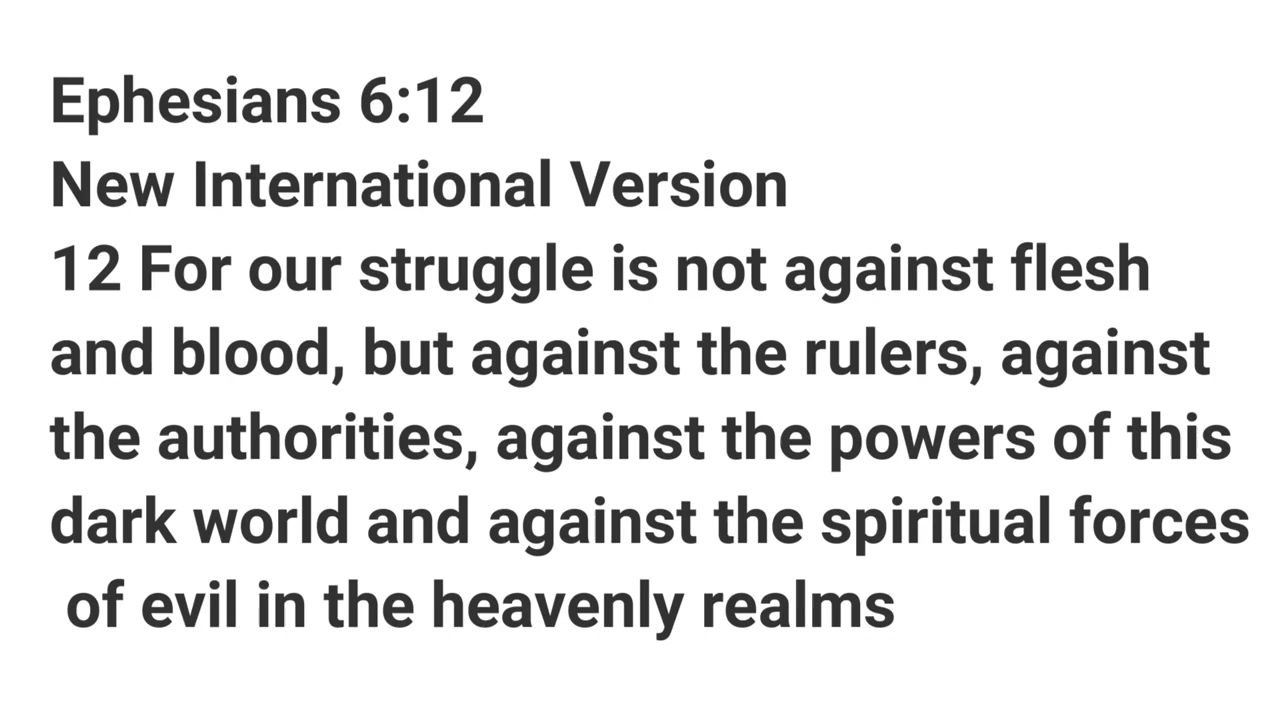 Ephesians 6:12
New International Version
12 For our struggle is not against flesh
and blood, but against the rulers, against
the authorities, against the powers of this
dark world and against the spiritual forces
of evil in the heavenly realms